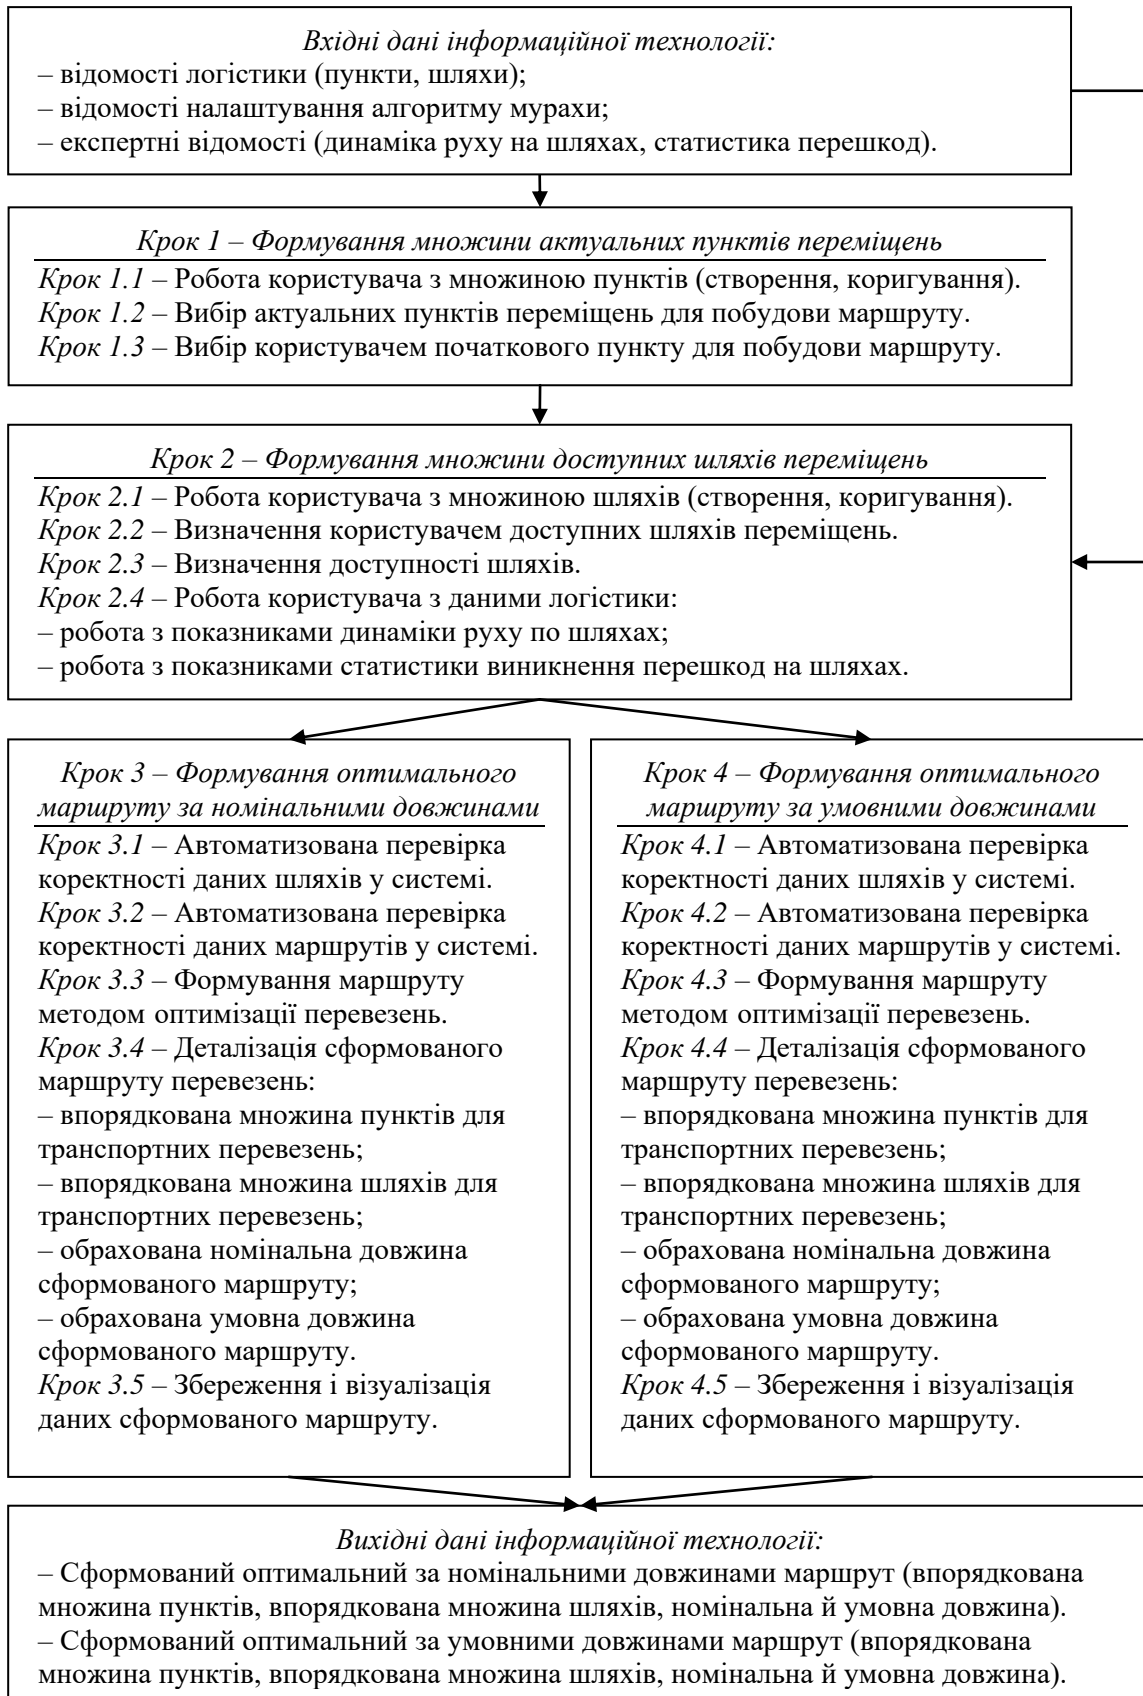 Вхідні дані інформаційної технології:
– відомості логістики (пункти, шляхи);
– відомості налаштування алгоритму мурахи;
– експертні відомості (динаміка руху на шляхах, статистика перешкод).
Крок 1 – Формування множини актуальних пунктів переміщень
Крок 1.1 – Робота користувача з множиною пунктів (створення, коригування).
Крок 1.2 – Вибір актуальних пунктів переміщень для побудови маршруту.
Крок 1.3 – Вибір користувачем початкового пункту для побудови маршруту.
Крок 2 – Формування множини доступних шляхів переміщень
Крок 2.1 – Робота користувача з множиною шляхів (створення, коригування).
Крок 2.2 – Визначення користувачем доступних шляхів переміщень.
Крок 2.3 – Визначення доступності шляхів.
Крок 2.4 – Робота користувача з даними логістики:
– робота з показниками динаміки руху по шляхах;
– робота з показниками статистики виникнення перешкод на шляхах.
Крок 3 – Формування оптимального
маршруту за номінальними довжинами
Крок 3.1 – Автоматизована перевірка
коректності даних шляхів у системі.
Крок 3.2 – Автоматизована перевірка
коректності даних маршрутів у системі.
Крок 3.3 – Формування маршруту
методом оптимізації перевезень.
Крок 3.4 – Деталізація сформованого
маршруту перевезень:
– впорядкована множина пунктів для
транспортних перевезень;
– впорядкована множина шляхів для
транспортних перевезень;
– обрахована номінальна довжина
сформованого маршруту;
– обрахована умовна довжина
сформованого маршруту.
Крок 3.5 – Збереження і візуалізація
даних сформованого маршруту.
Крок 4 – Формування оптимального
маршруту за умовними довжинами
Крок 4.1 – Автоматизована перевірка
коректності даних шляхів у системі.
Крок 4.2 – Автоматизована перевірка
коректності даних маршрутів у системі.
Крок 4.3 – Формування маршруту
методом оптимізації перевезень.
Крок 4.4 – Деталізація сформованого
маршруту перевезень:
– впорядкована множина пунктів для
транспортних перевезень;
– впорядкована множина шляхів для
транспортних перевезень;
– обрахована номінальна довжина
сформованого маршруту;
– обрахована умовна довжина
сформованого маршруту.
Крок 4.5 – Збереження і візуалізація
даних сформованого маршруту.
Вихідні дані інформаційної технології:
– Сформований оптимальний за номінальними довжинами маршрут (впорядкована
множина пунктів, впорядкована множина шляхів, номінальна й умовна довжина).
– Сформований оптимальний за умовними довжинами маршрут (впорядкована
множина пунктів, впорядкована множина шляхів, номінальна й умовна довжина).